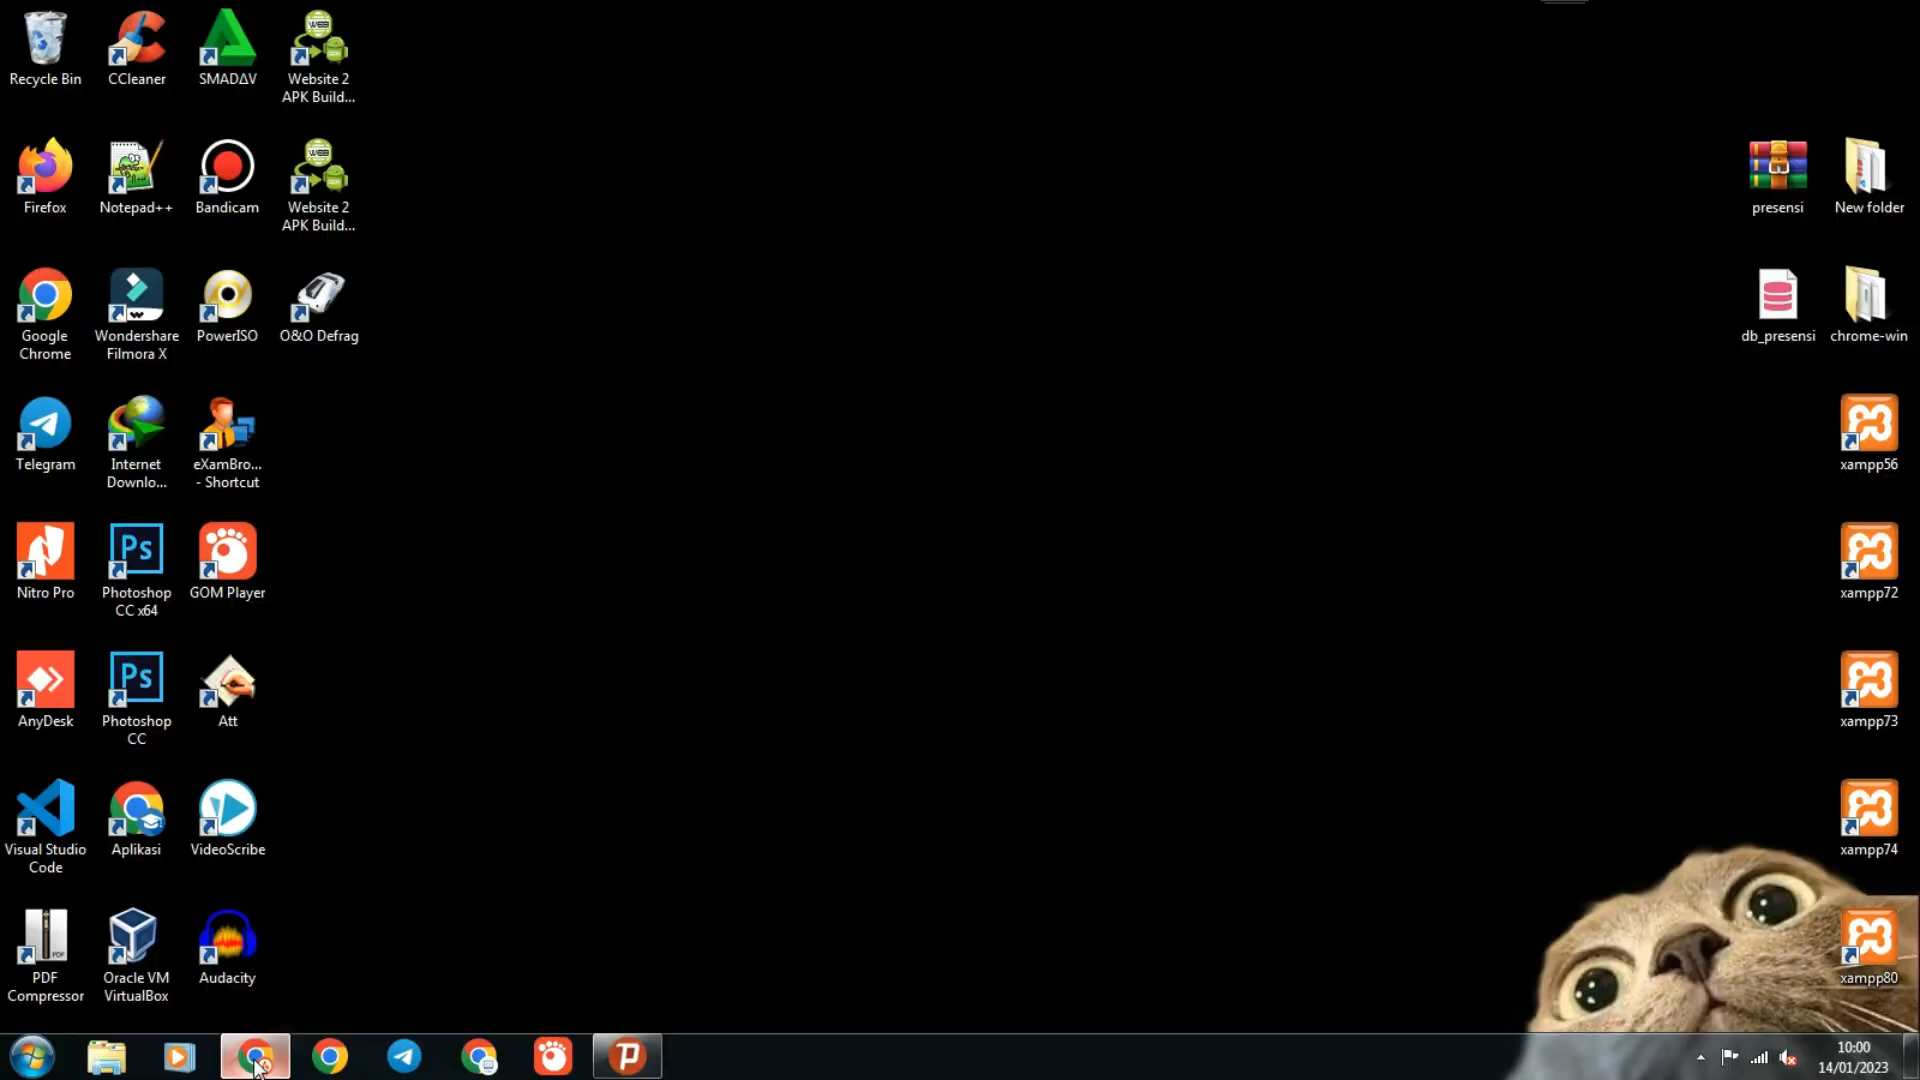 Recycle Bin
CCleaner
SMADΔV
Website 2
APK Build...
Firefox
Notepad++
Bandicam
Website 2
APK Build...
presensi
New folder
Google
Chrome
Wondershare
Filmora X
PowerISO
O&O Defrag
db_presensi
chrome-win
Telegram
Internet
Downlo...
eXamBro...
- Shortcut
xampp56
Nitro Pro
Photoshop
CC x64
GOM Player
xampp72
AnyDesk
Photoshop
CC
Att
xampp73
Visual Studio
Code
Aplikasi
VideoScribe
xampp74
PDF
Compressor
Oracle VM
VirtualBox
Audacity
xampp80
10:00
14/01/2023